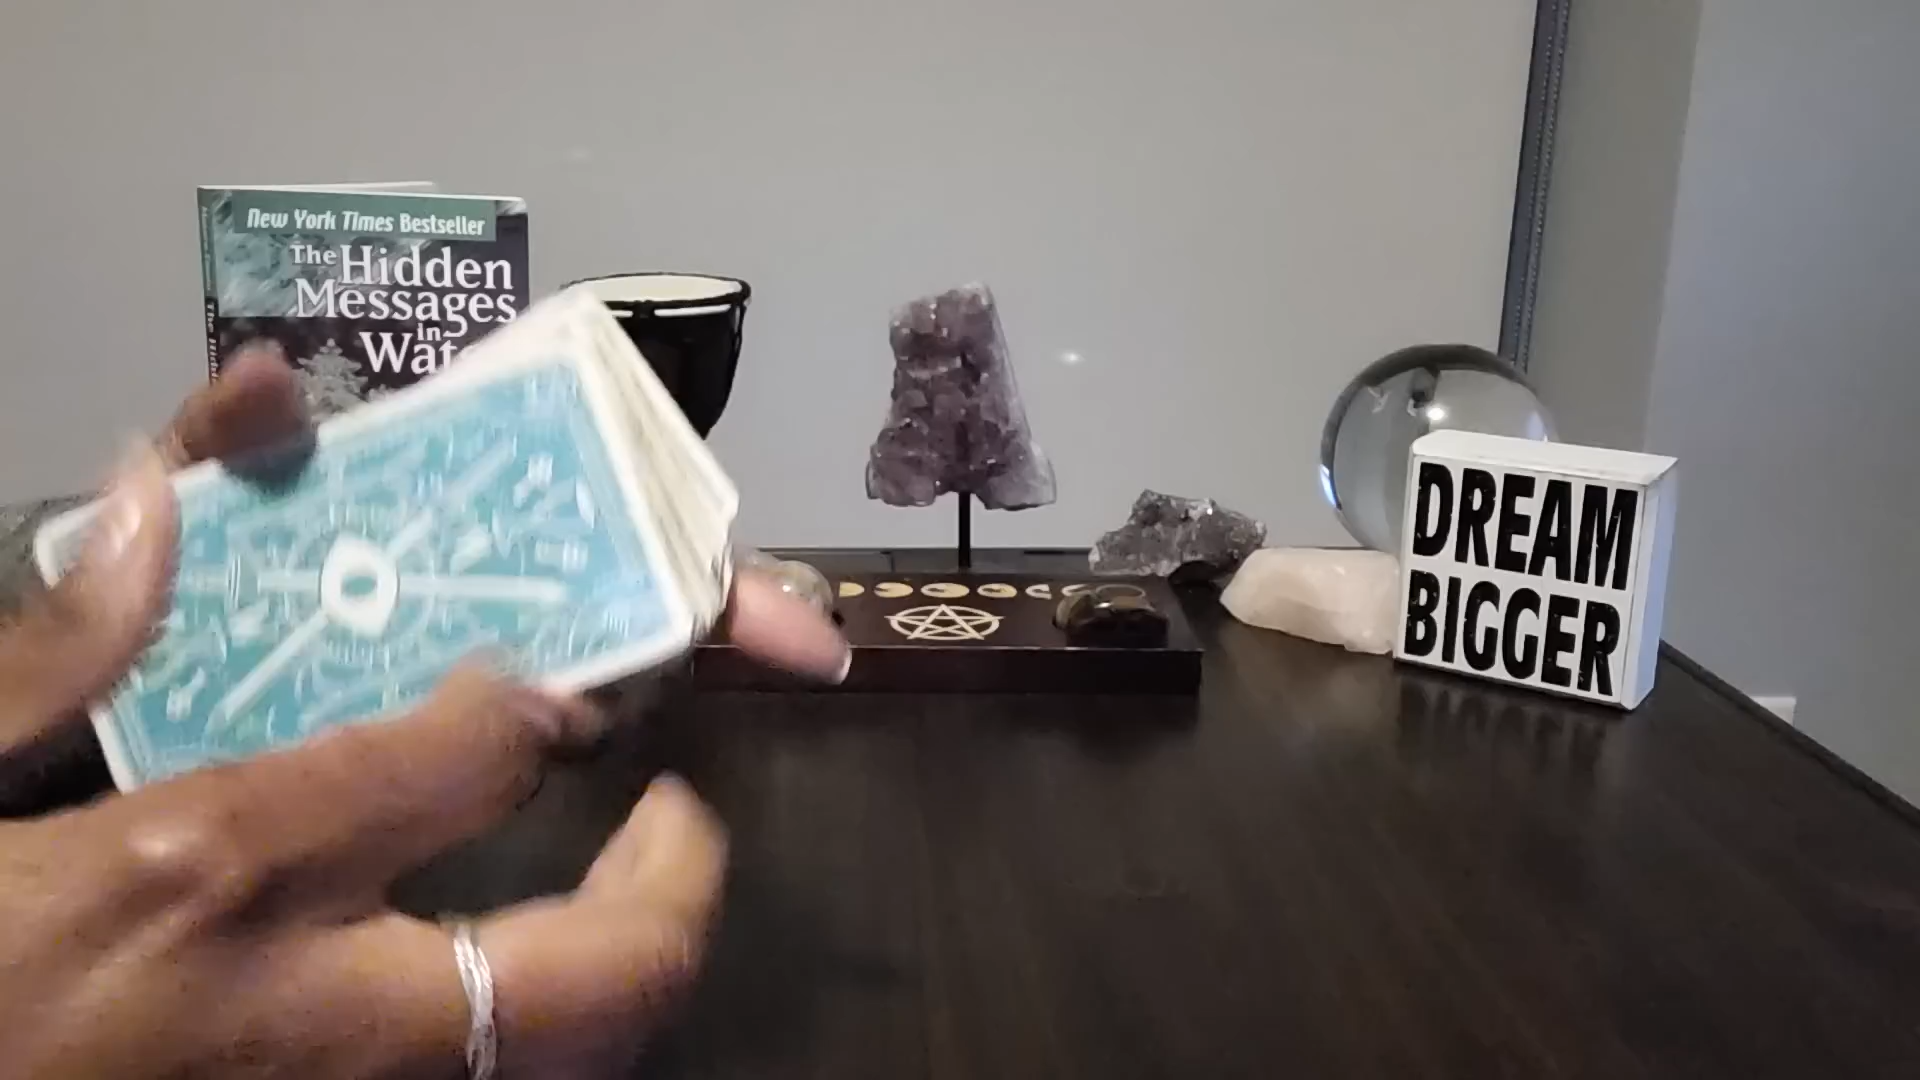 New York Times Bestseller
The Hidden
Messages
in
DREAM
BIGGER